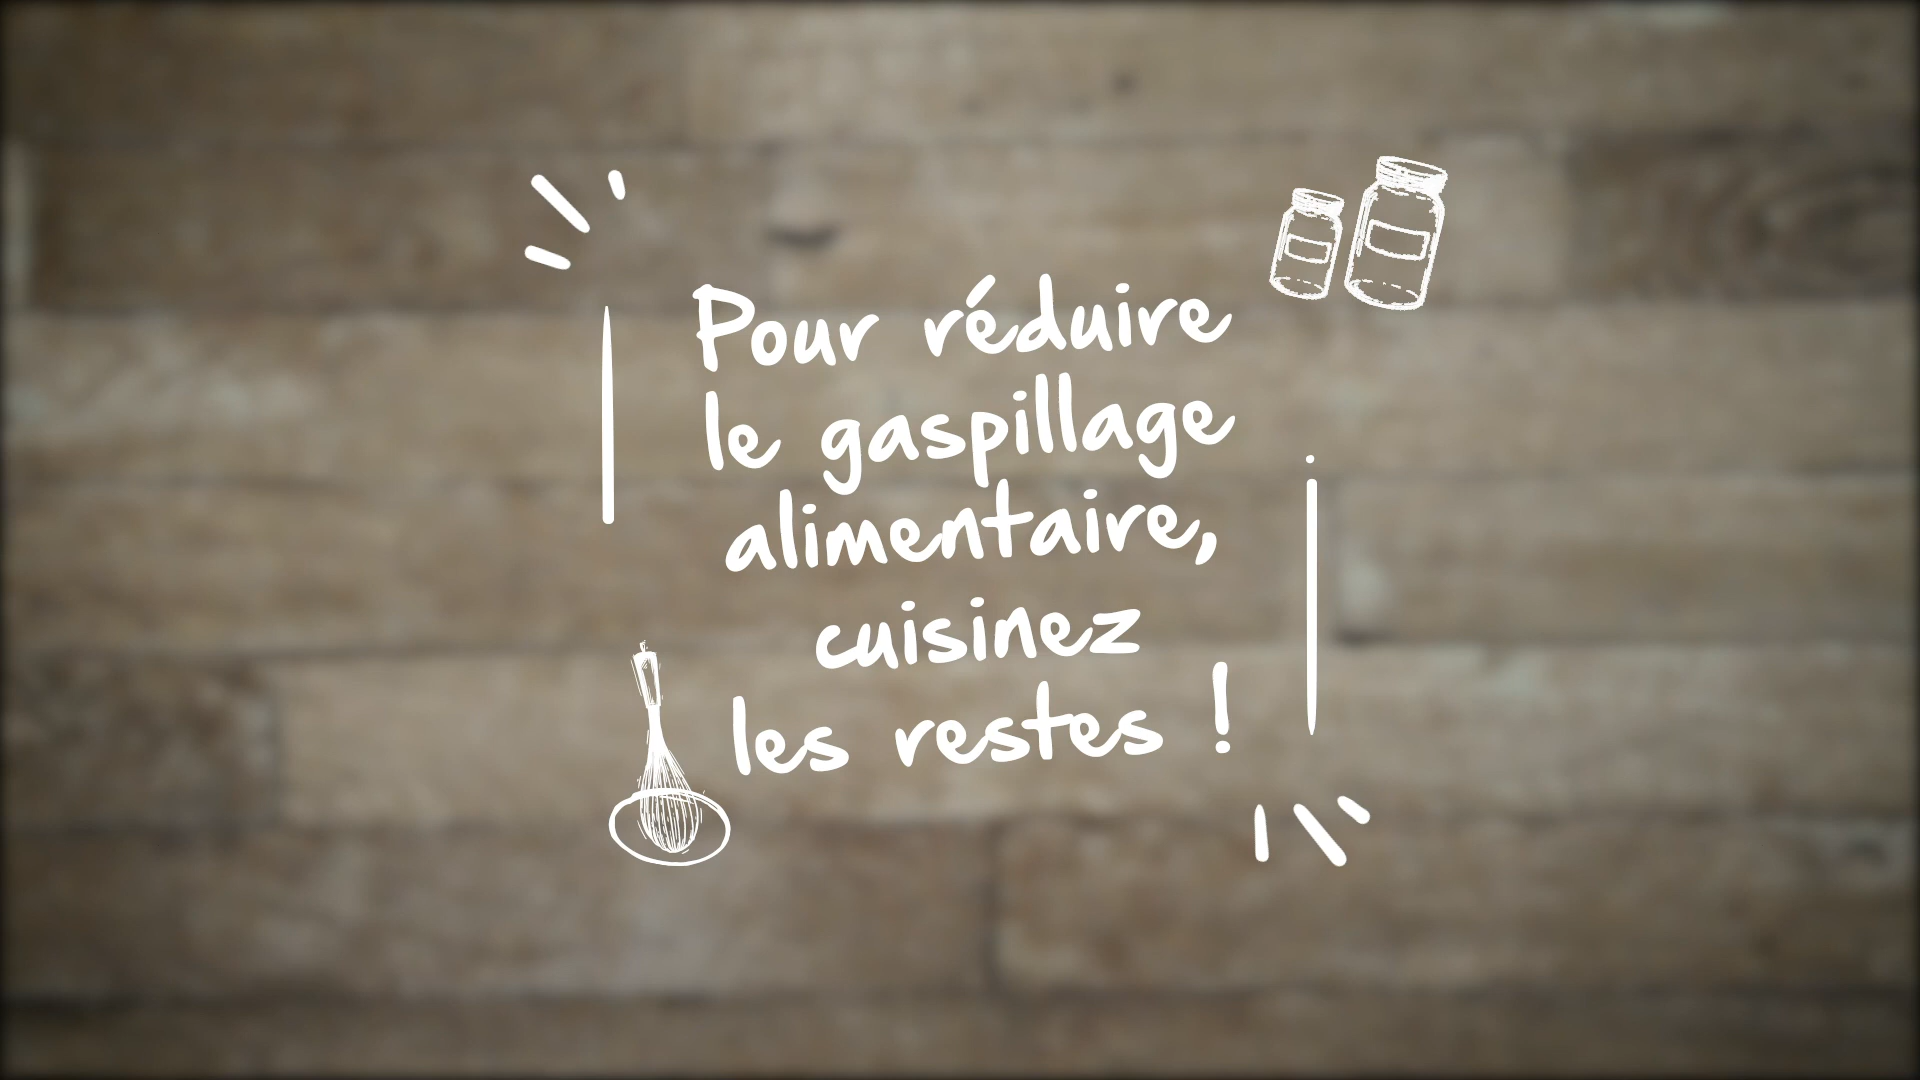 Pour réduire
le gaspillage
alimentaire,
cuisinez
les restes !